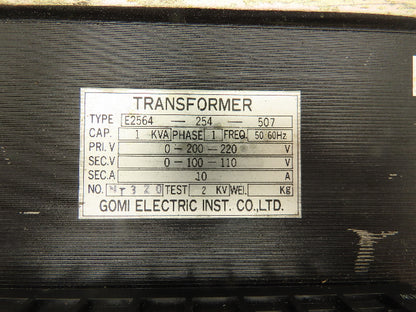 TRANSFORMER
TYPE E2564 — 254 — 507
CAP. 1 KVA PHASE 1 FREQ. 50 60Hz
PRI. V 0-200-220 V
SEC. V 0-100-110 V
SEC. A 10 A
NO. TEST 2 KV WEI. Kg
GOMI ELECTRIC INST. CO., LTD.